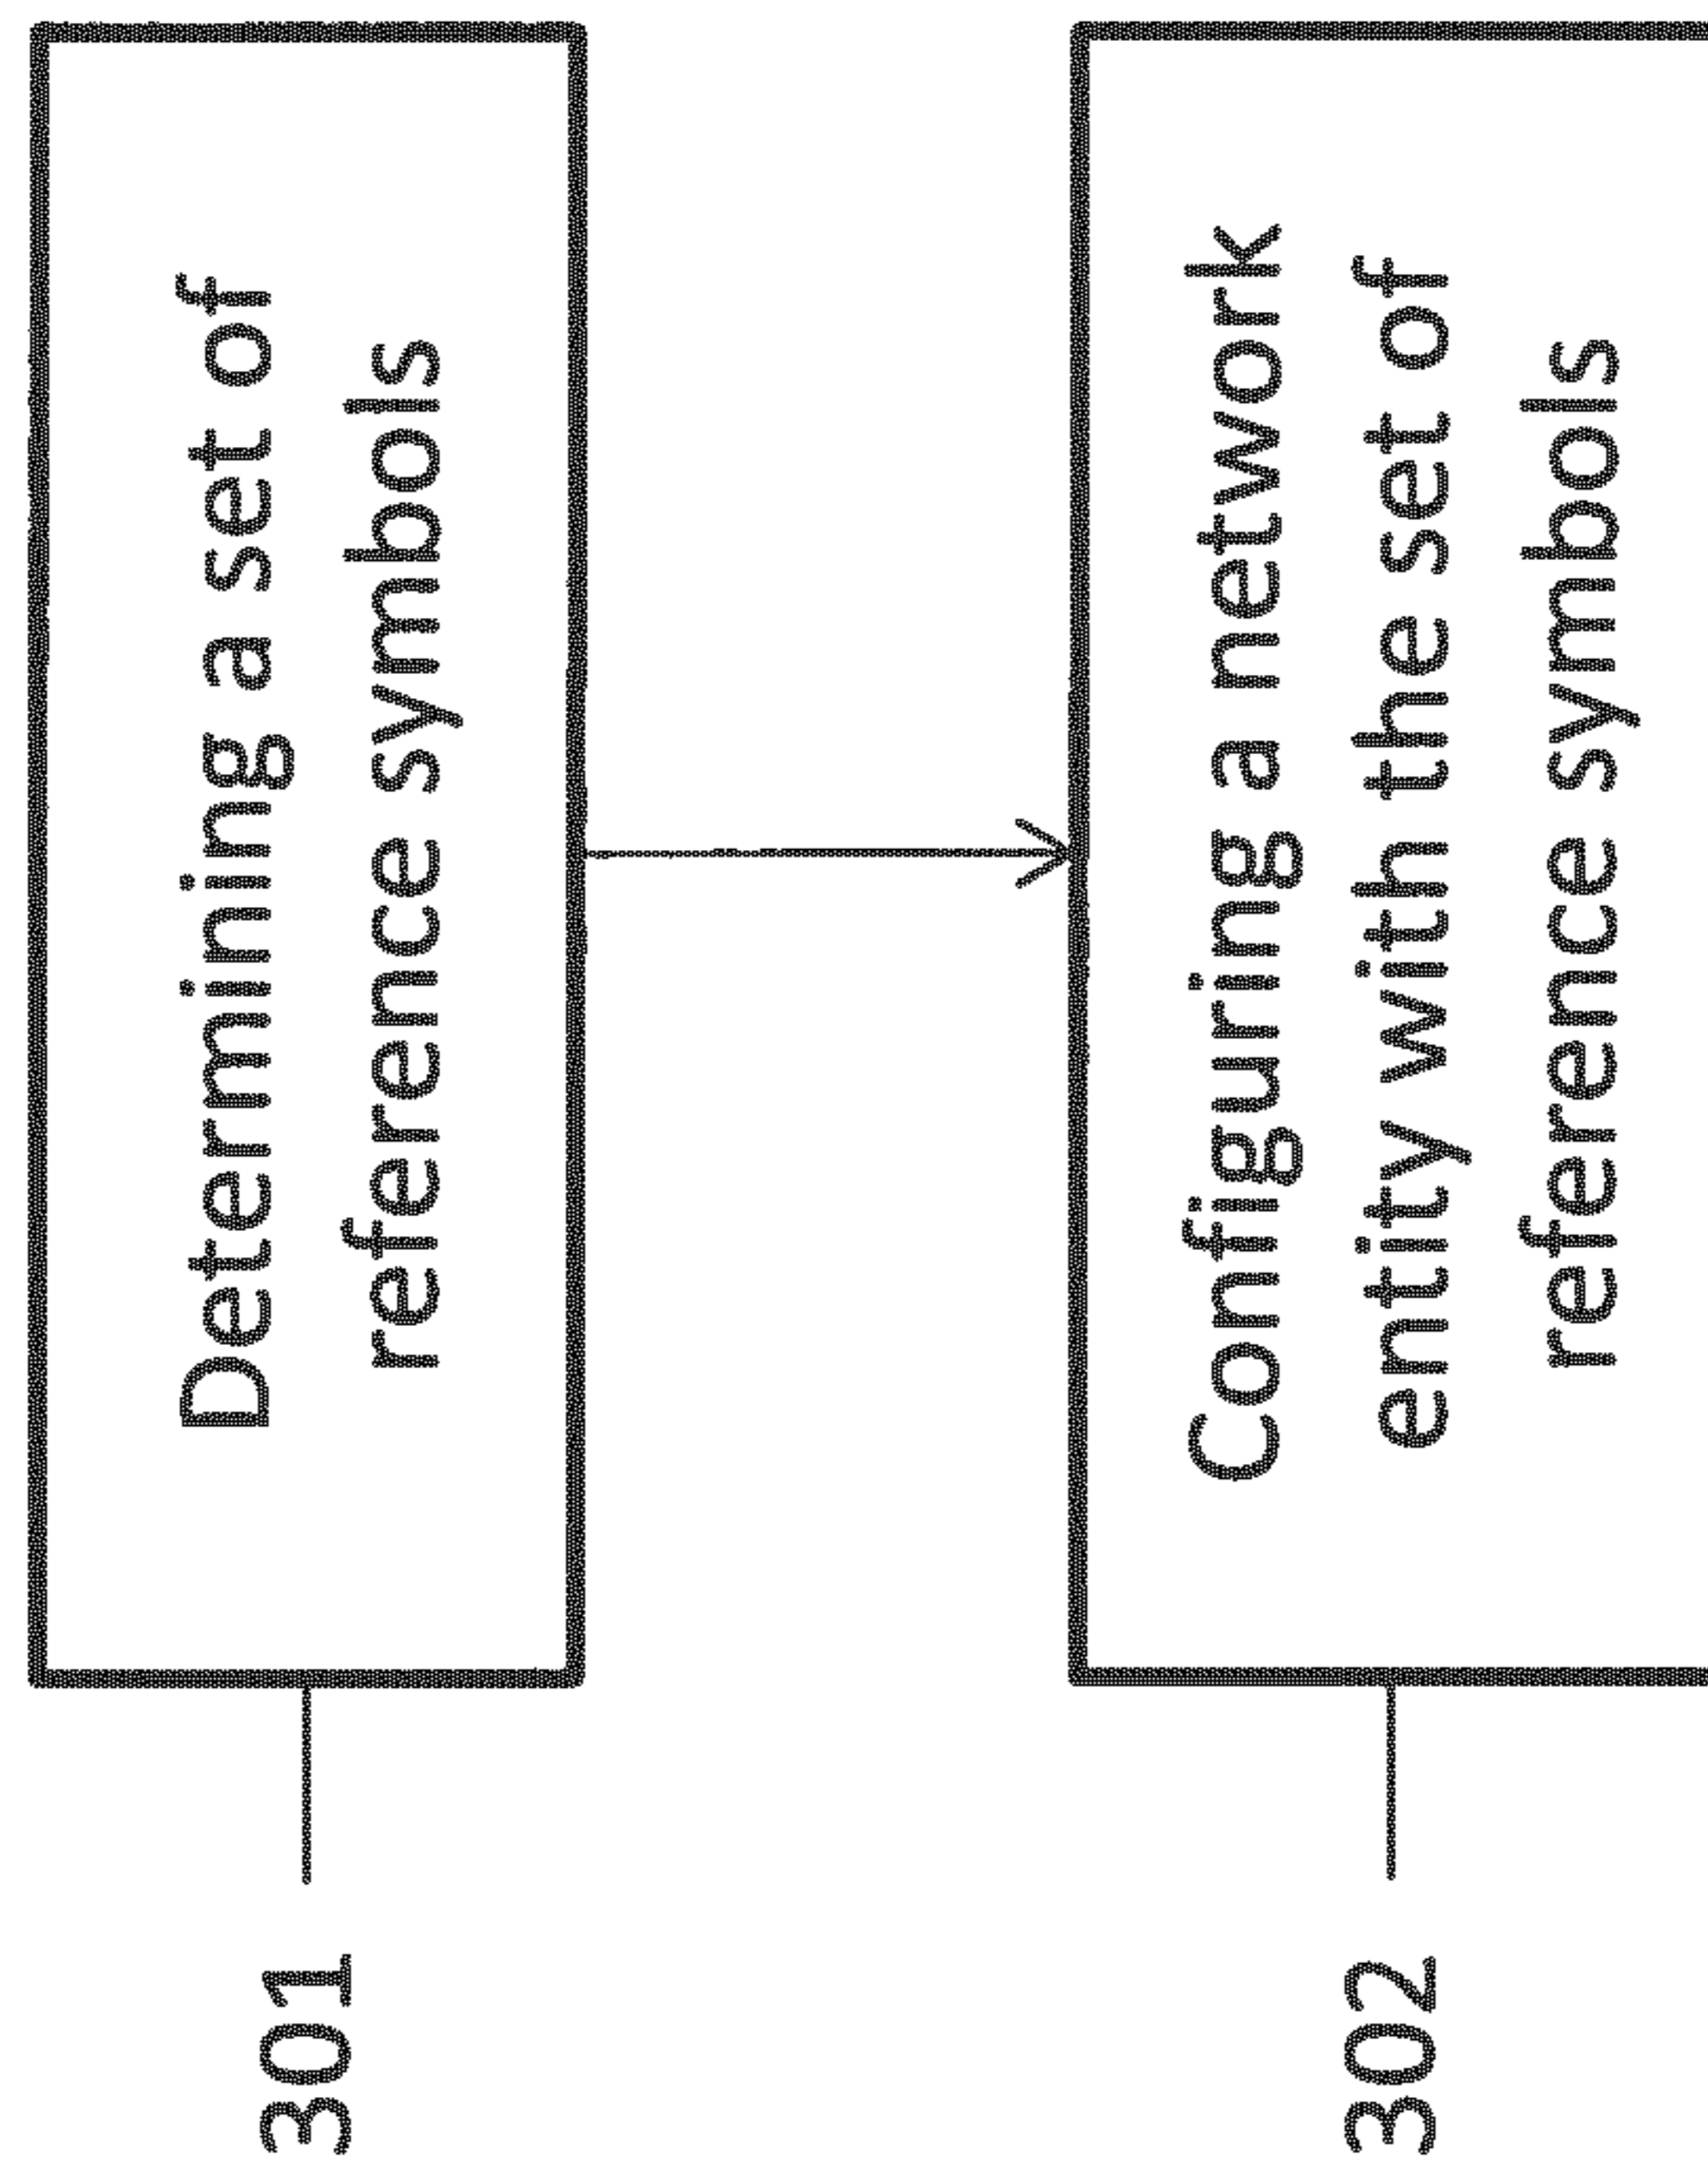 301
Determining a set of
reference symbols
302
Configuring a network
entity with the set of
reference symbols